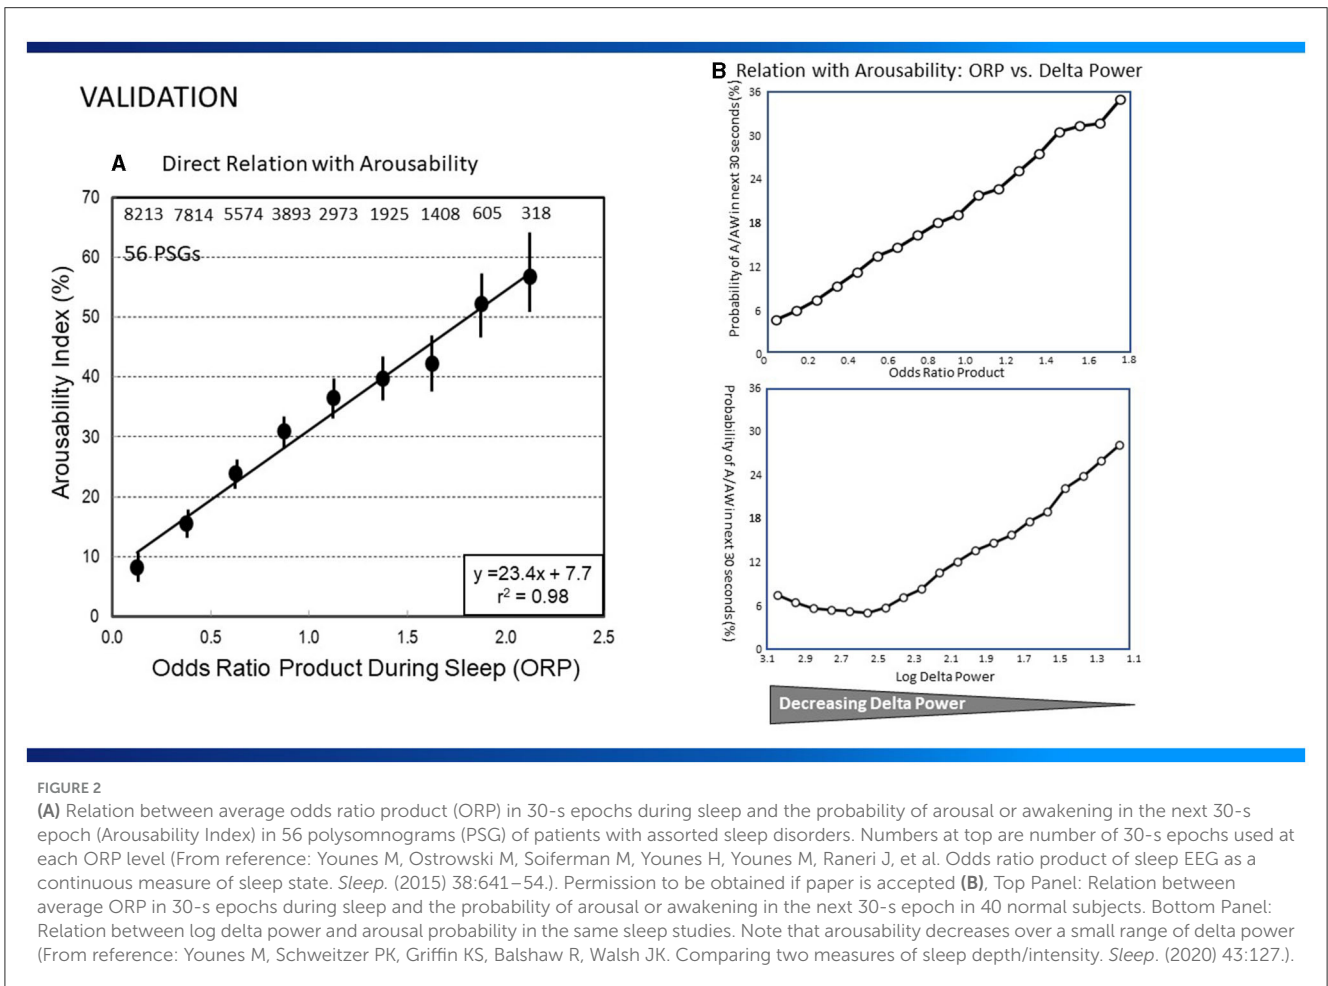 VALIDATION
A Direct Relation with Arousability
70
60
50
40
30
20
10
0
Arousability Index (%)
8213 7814 5574 3893 2973 1925 1408 605 318
56 PSGs
y =23.4x + 7.7
r² = 0.98
0.0 0.5 1.0 1.5 2.0 2.5
Odds Ratio Product During Sleep (ORP)
B Relation with Arousability: ORP vs. Delta Power
Probability of A/AW in next 30 seconds (%)
36
30
24
18
12
6
0
0 0.2 0.4 0.6 0.8 1.0 1.2 1.4 1.6 1.8
Odds Ratio Product
Probability of A/AW in next 30 seconds (%)
36
30
24
18
12
6
0
3.1 2.9 2.7 2.5 2.3 2.1 1.9 1.7 1.5 1.3 1.1
Log Delta Power
Decreasing Delta Power
FIGURE 2
(A) Relation between average odds ratio product (ORP) in 30-s epochs during sleep and the probability of arousal or awakening in the next 30-s
epoch (Arousability Index) in 56 polysomnograms (PSG) of patients with assorted sleep disorders. Numbers at top are number of 30-s epochs used at
each ORP level (From reference: Younes M, Ostrowski M, Soiferman M, Younes H, Younes M, Raneri J, et al. Odds ratio product of sleep EEG as a
continuous measure of sleep state. Sleep. (2015) 38:641–54.). Permission to be obtained if paper is accepted (B), Top Panel: Relation between
average ORP in 30-s epochs during sleep and the probability of arousal or awakening in the next 30-s epoch in 40 normal subjects. Bottom Panel:
Relation between log delta power and arousal probability in the same sleep studies. Note that arousability decreases over a small range of delta power
(From reference: Younes M, Schweitzer PK, Griffin KS, Balshaw R, Walsh JK. Comparing two measures of sleep depth/intensity. Sleep. (2020) 43:127.).